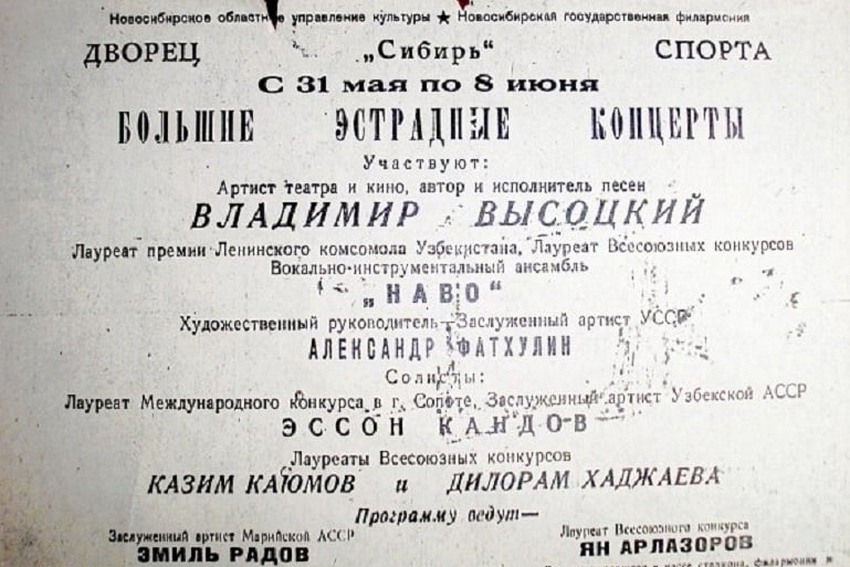 Новосибирское областное управление культуры ★ Новосибирская государственная филармония
ДВОРЕЦ „Сибирь“ СПОРТА
С 31 мая по 8 июня
БОЛЬШИЕ ЭСТРАДНЫЕ КОНЦЕРТЫ
Участвуют:
Артист театра и кино, автор и исполнитель песен
ВЛАДИМИР ВЫСОЦКИЙ
Лауреат премии Ленинского комсомола Узбекистана, Лауреат Всесоюзных конкурсов
Вокально-инструментальный ансамбль
„НАВО“
Художественный руководитель—Заслуженный артист УССР
АЛЕКСАНДР ФАТХУЛИН
Солисты:
Лауреат Международного конкурса в г. Сопоте, Заслуженный артист Узбекской АССР
ЭССОН КАНДОВ
Лауреаты Всесоюзных конкурсов
КАЗИМ КАЮМОВ и ДИЛОРАМ ХАДЖАЕВА
Программу ведут—
Заслуженный артист Марийской АССР Лауреат Всесоюзного конкурса
ЭМИЛЬ РАДОВ ЯН АРЛАЗОРОВ